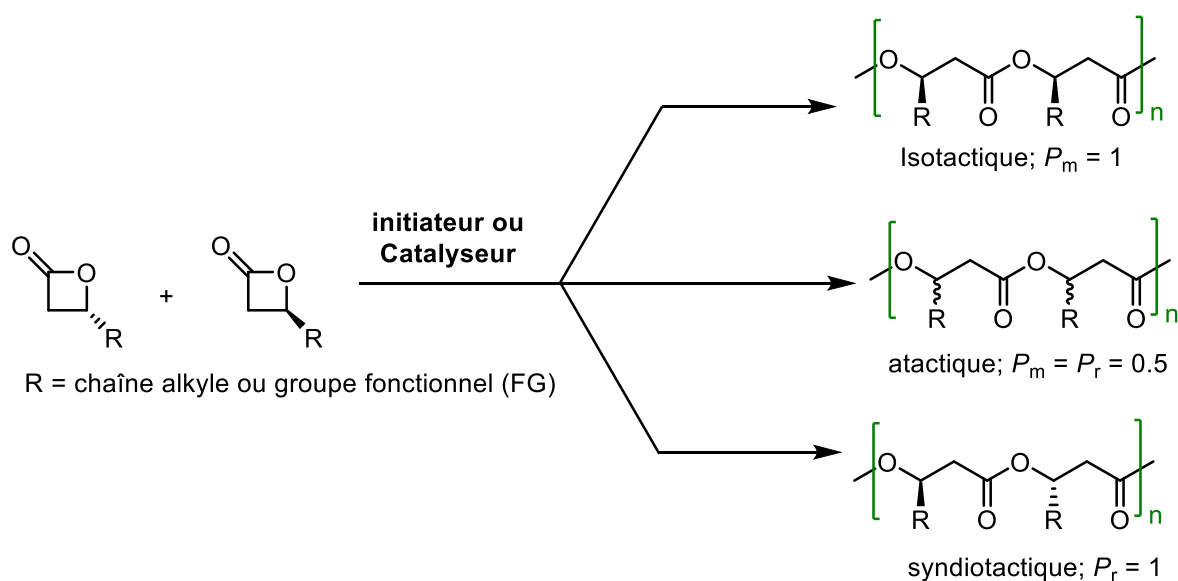 O
O
R
+
O
O
R
R = chaîne alkyle ou groupe fonctionnel (FG)
initiateur ou
Catalyseur
O
O
R
O
R
O
n
Isotactique; Pm = 1
O
O
R
O
R
O
n
atactique; Pm = Pr = 0.5
O
O
R
O
R
O
n
syndiotactique; Pr = 1